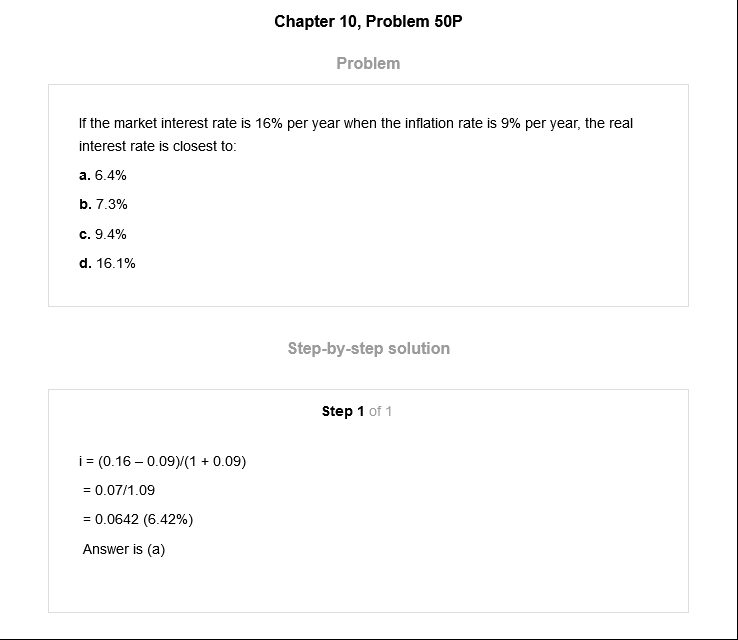 Chapter 10, Problem 50P
Problem
If the market interest rate is 16% per year when the inflation rate is 9% per year, the real
interest rate is closest to:
a. 6.4%
b. 7.3%
c. 9.4%
d. 16.1%
Step-by-step solution
Step 1 of 1
i = (0.16 – 0.09)/(1 + 0.09)
= 0.07/1.09
= 0.0642 (6.42%)
Answer is (a)